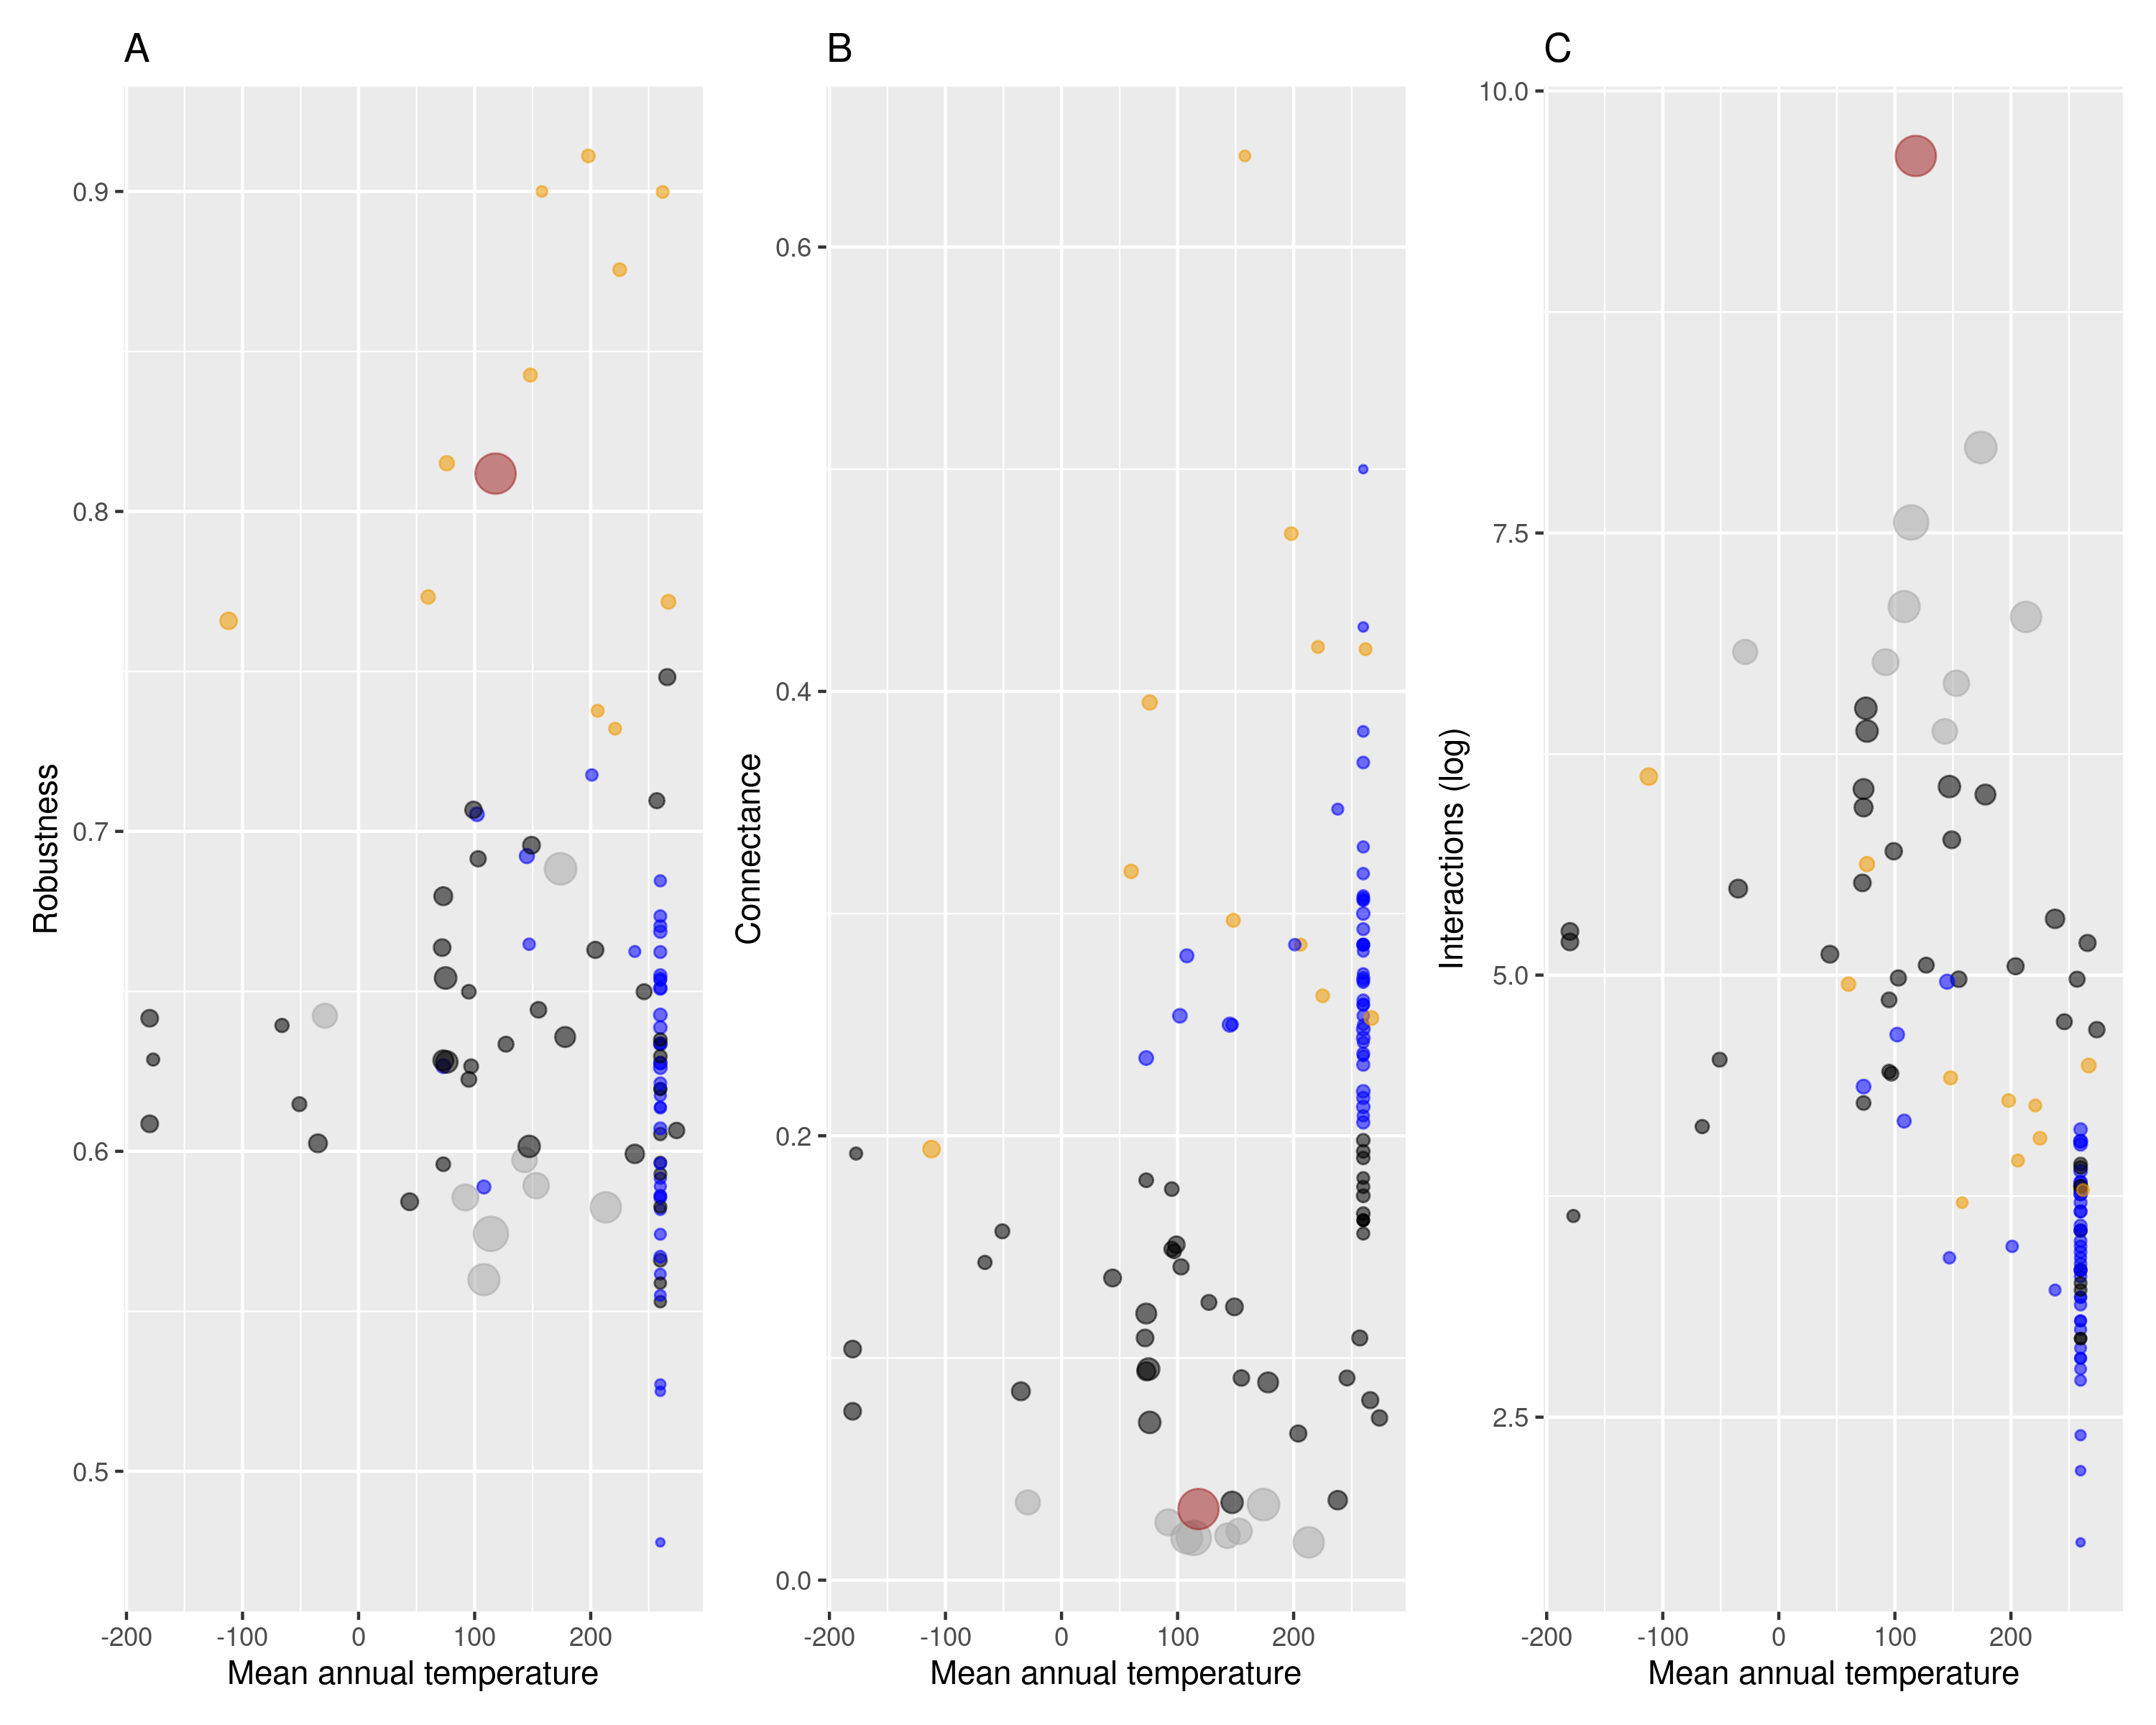 A
B
C
Robustness
0.9
0.8
0.7
0.6
0.5
-200 -100 0 100 200
Mean annual temperature
Connectance
0.6
0.4
0.2
0.0
-200 -100 0 100 200
Mean annual temperature
Interactions (log)
10.0
7.5
5.0
2.5
-200 -100 0 100 200
Mean annual temperature